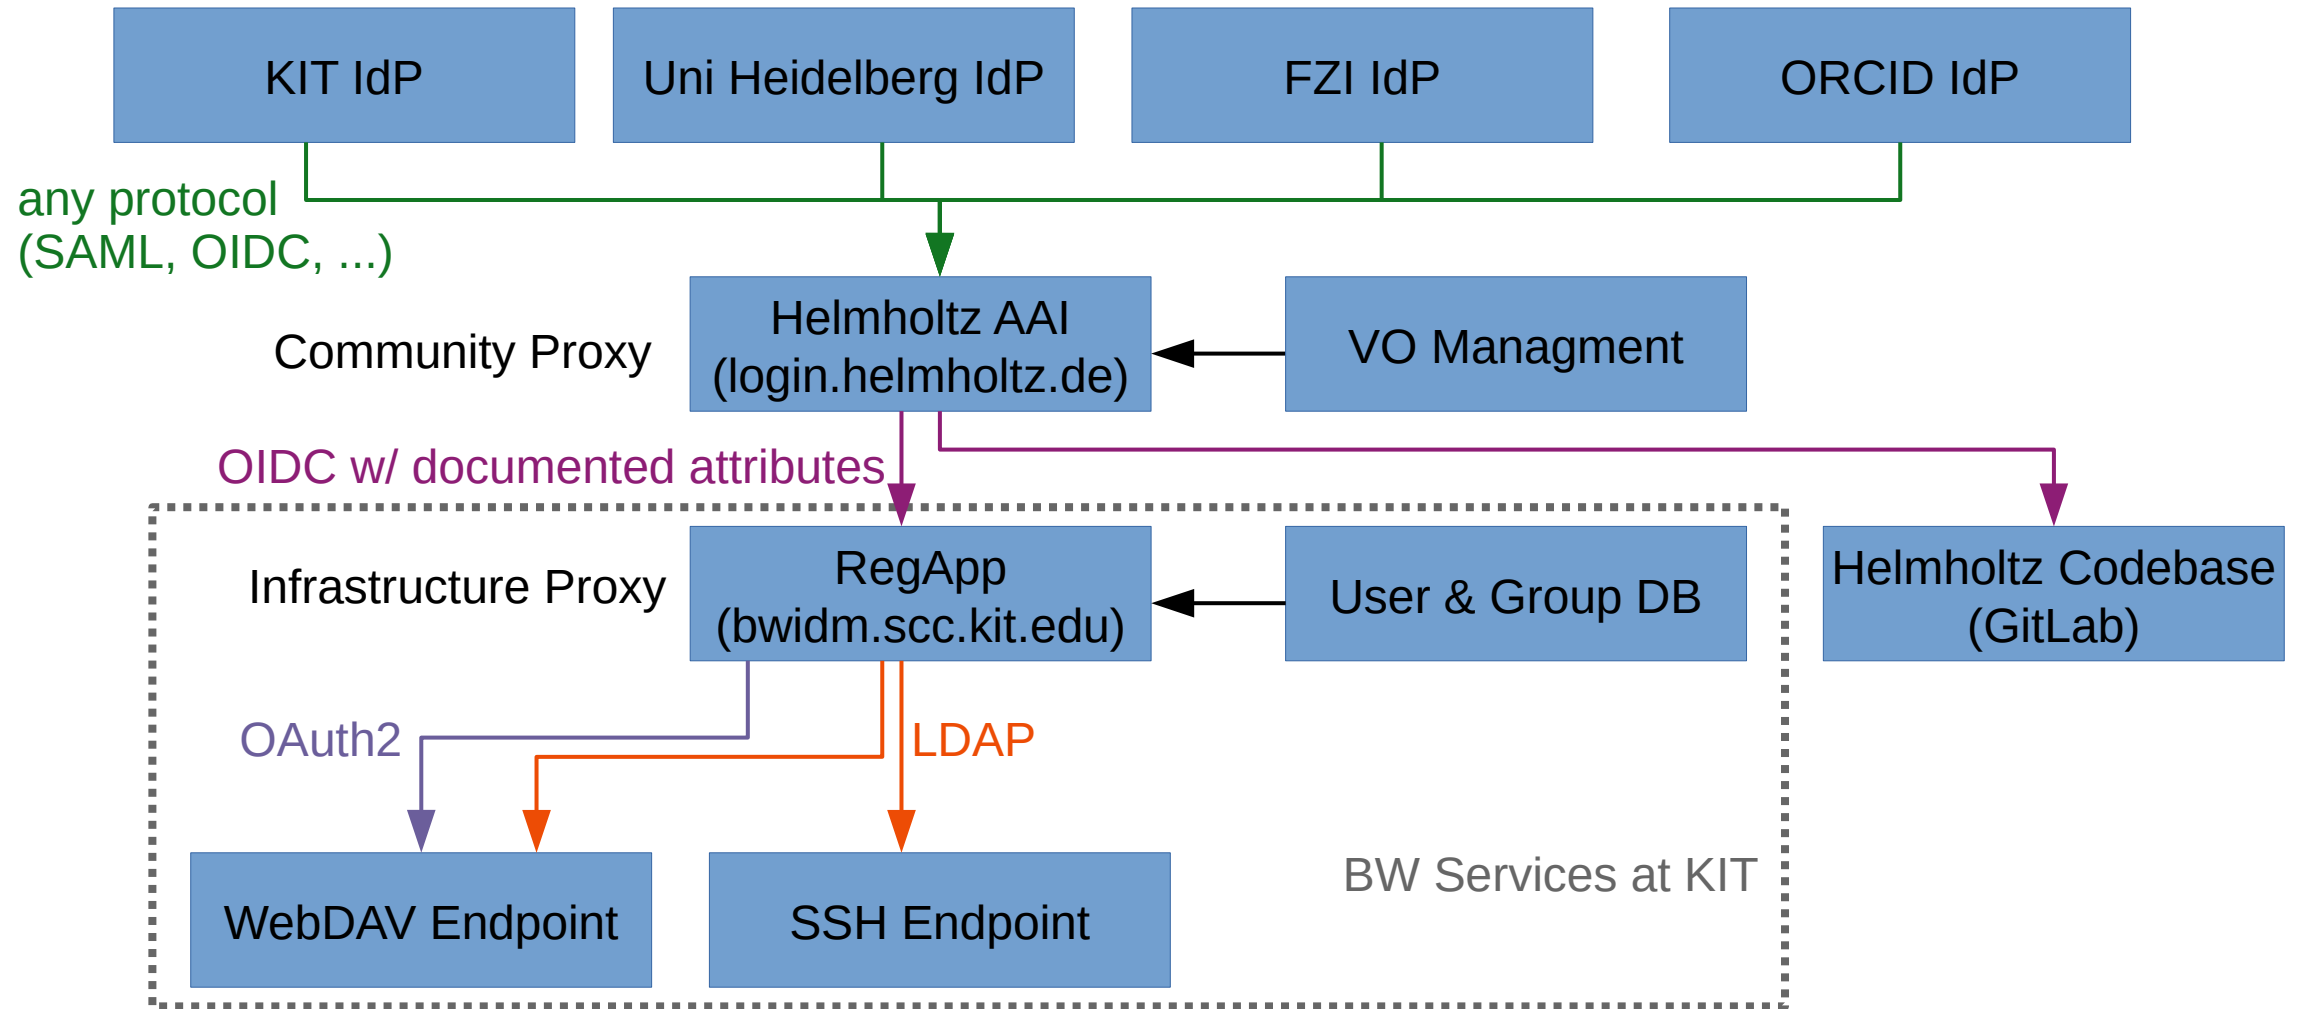 KIT IdP
Uni Heidelberg IdP
FZI IdP
ORCID IdP
any protocol
(SAML, OIDC, ...)
Community Proxy
Helmholtz AAI
(login.helmholtz.de)
VO Managment
OIDC w/ documented attributes
Infrastructure Proxy
RegApp
(bwidm.scc.kit.edu)
User & Group DB
Helmholtz Codebase
(GitLab)
OAuth2
LDAP
BW Services at KIT
WebDAV Endpoint
SSH Endpoint